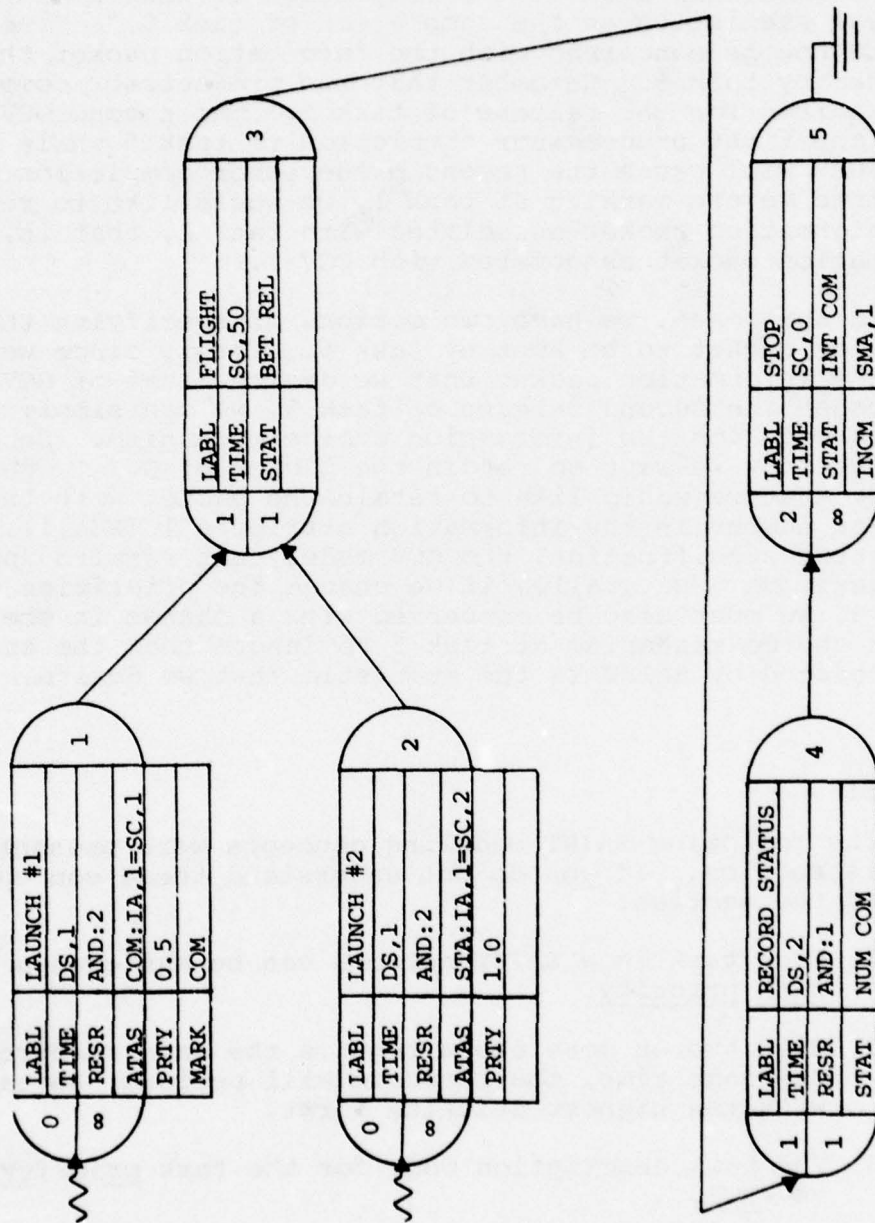 0
∞
LABL LAUNCH #1
TIME DS,1
RESR AND:2
ATAS COM:IA,1=SC,1
PRTY 0.5
MARK COM
1
0
∞
LABL LAUNCH #2
TIME DS,1
RESR AND:2
ATAS STA:IA,1=SC,2
PRTY 1.0
2
1
1
LABL FLIGHT
TIME SC,50
STAT BET REL
3
1
1
LABL RECORD STATUS
TIME DS,2
RESR AND:1
STAT NUM COM
4
2
∞
LABL STOP
TIME SC,0
STAT INT COM
INCM SMA,1
5